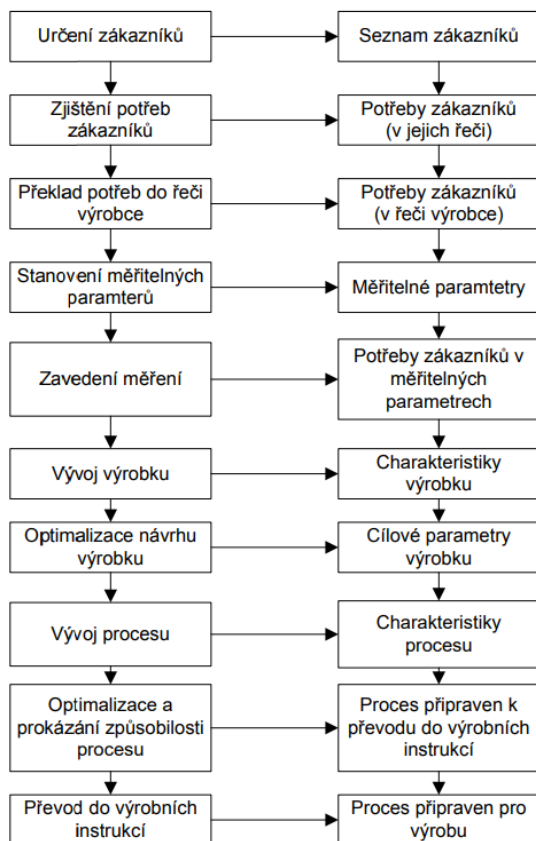 Určení zákazníků
Seznam zákazníků
Zjištění potřeb
zákazníků
Potřeby zákazníků
(v jejich řeči)
Překlad potřeb do řeči
výrobce
Potřeby zákazníků
(v řeči výrobce)
Stanovení měřitelných
paramterů
Měřitelné paramtetry
Zavedení měření
Potřeby zákazníků v
měřitelných
parametrech
Vývoj výrobku
Charakteristiky
výrobku
Optimalizace návrhu
výrobku
Cílové parametry
výrobku
Vývoj procesu
Charakteristiky
procesu
Optimalizace a
prokázání způsobilosti
procesu
Proces připraven k
převodu do výrobních
instrukcí
Převod do výrobních
instrukcí
Proces připraven pro
výrobu